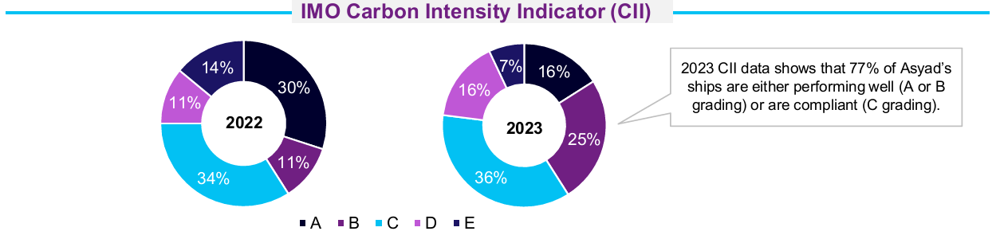 IMO Carbon Intensity Indicator (CII)
14%
30%
11%
2022
11%
34%
7%
16%
16%
2023
25%
36%
2023 CII data shows that 77% of Asyad's
ships are either performing well (A or B
grading) or are compliant (C grading).
A B C D E